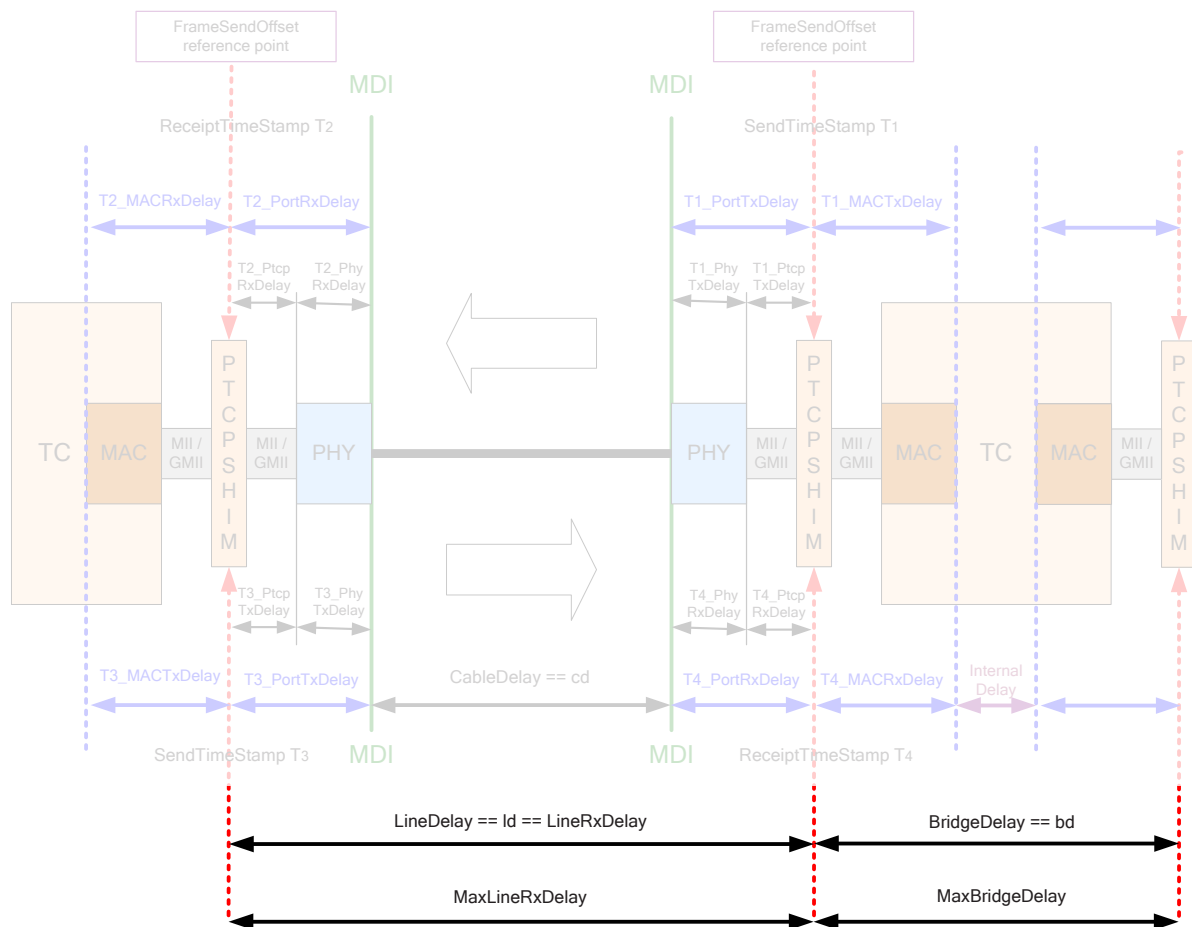 FrameSendOffset
reference point
FrameSendOffset
reference point
MDI
MDI
ReceiptTimeStamp T2
SendTimeStamp T1
T2_MACRxDelay
T2_PortRxDelay
T1_PortTxDelay
T1_MACTxDelay
T2_Ptcp
RxDelay
T2_Phy
RxDelay
T1_Phy
TxDelay
T1_Ptcp
TxDelay
TC
MAC
MII /
GMII
PTCPSHIM
MII /
GMII
PHY
PHY
MII /
GMII
PTCPSHIM
MII /
GMII
MAC
TC
MAC
MII /
GMII
PTCPSHIM
T3_Ptcp
TxDelay
T3_Phy
TxDelay
T4_Phy
RxDelay
T4_Ptcp
RxDelay
T3_MACTxDelay
T3_PortTxDelay
CableDelay == cd
T4_PortRxDelay
T4_MACRxDelay
Internal
Delay
SendTimeStamp T3
MDI
MDI
ReceiptTimeStamp T4
LineDelay == ld == LineRxDelay
BridgeDelay == bd
MaxLineRxDelay
MaxBridgeDelay